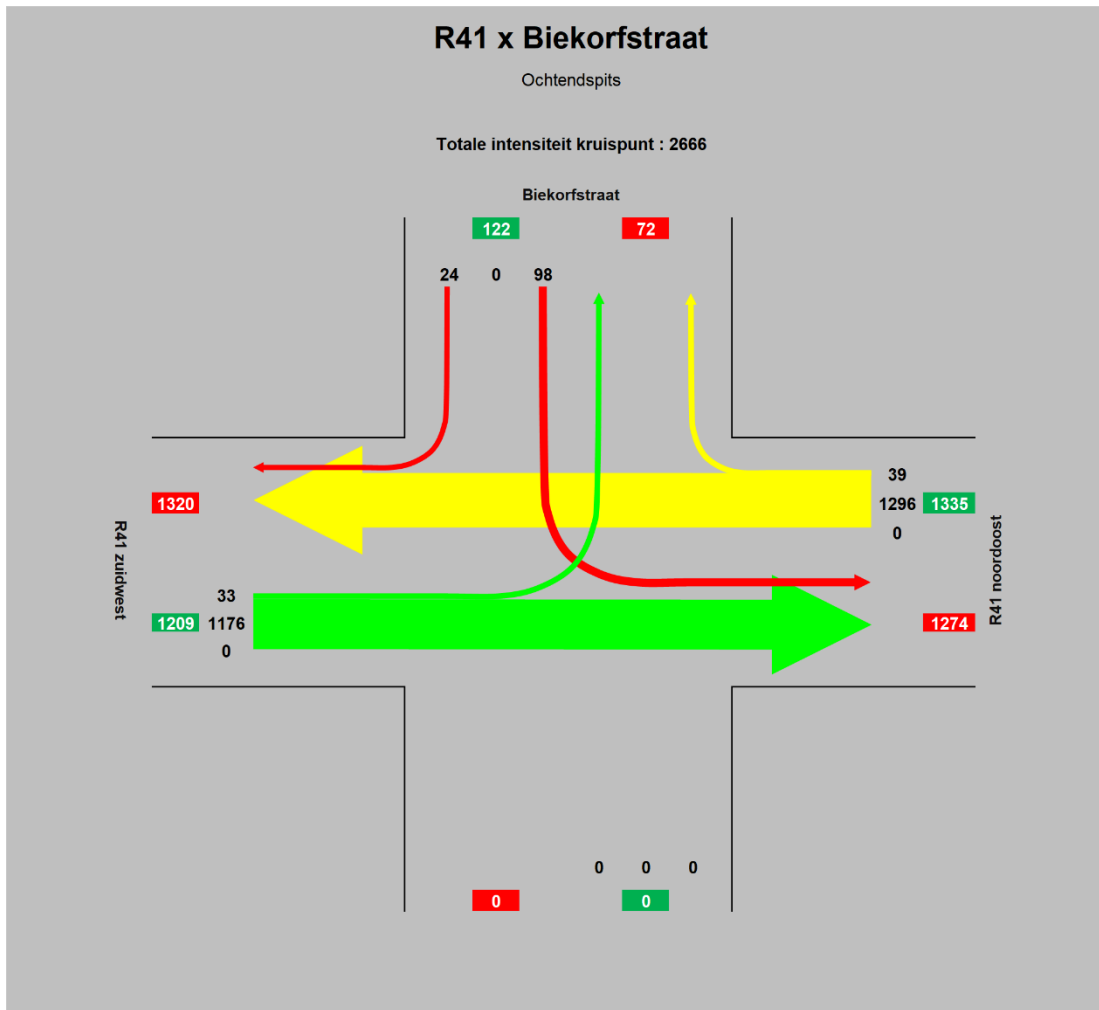 R41 x Biekorfstraat
Ochtendspits
Totale intensiteit kruispunt : 2666
Biekorfstraat
122 72
24 0 98
39
1320 1296 1335
0
R41 zuidwest
R41 noordoost
33
1209 1176 1274
0
0 0 0
0 0